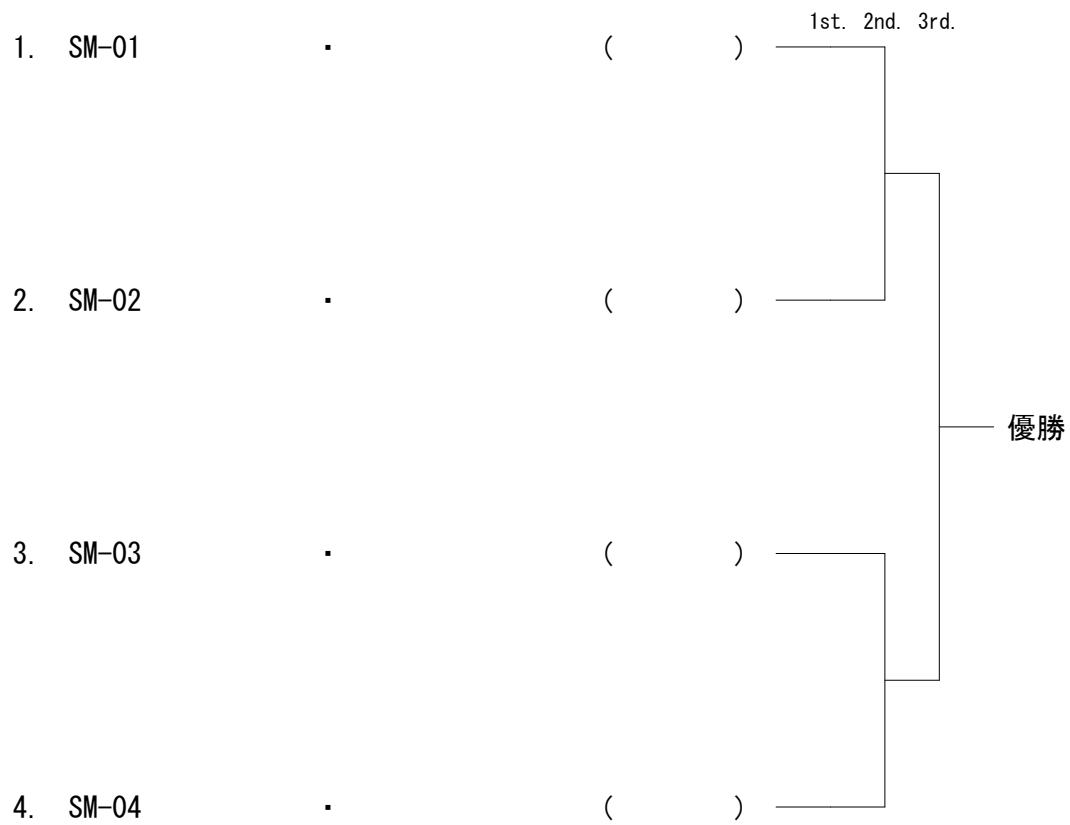 1st. 2nd. 3rd.
1. SM-01 ・ ( )
2. SM-02 ・ ( )
優勝
3. SM-03 ・ ( )
4. SM-04 ・ ( )